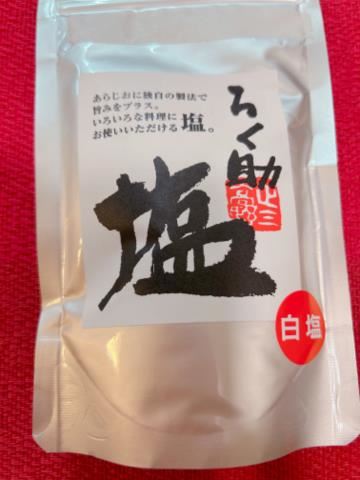 あらじおに独自の製法で
旨みをプラス。
いろいろな料理に
お使いいただける 塩。
ろく助
塩
白塩